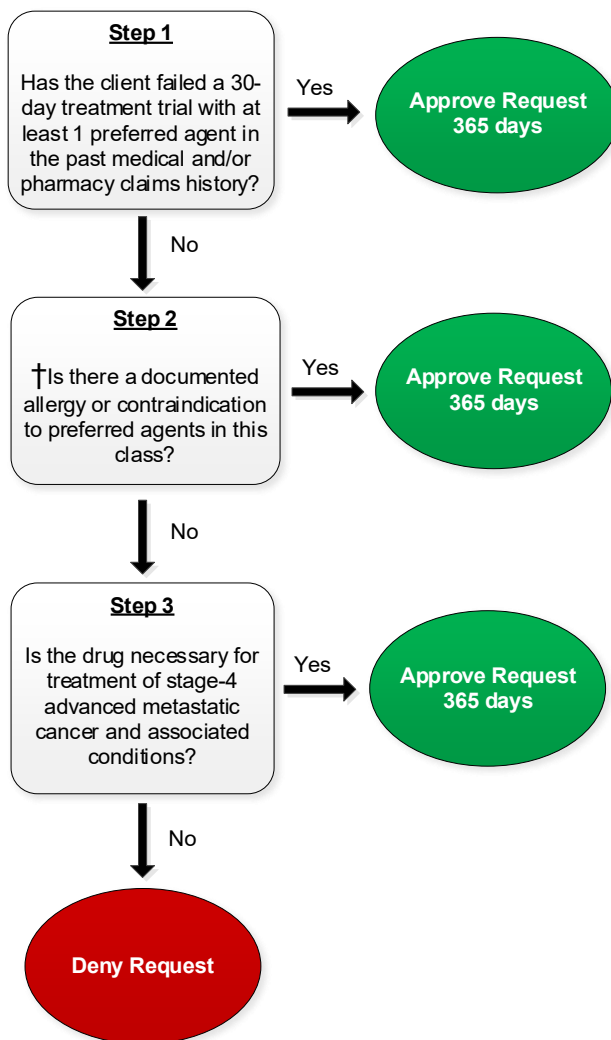 Step 1
Has the client failed a 30-
day treatment trial with at
least 1 preferred agent in
the past medical and/or
pharmacy claims history?
Yes
Approve Request
365 days
No
Step 2
†Is there a documented
allergy or contraindication
to preferred agents in this
class?
Yes
Approve Request
365 days
No
Step 3
Is the drug necessary for
treatment of stage-4
advanced metastatic
cancer and associated
conditions?
Yes
Approve Request
365 days
No
Deny Request